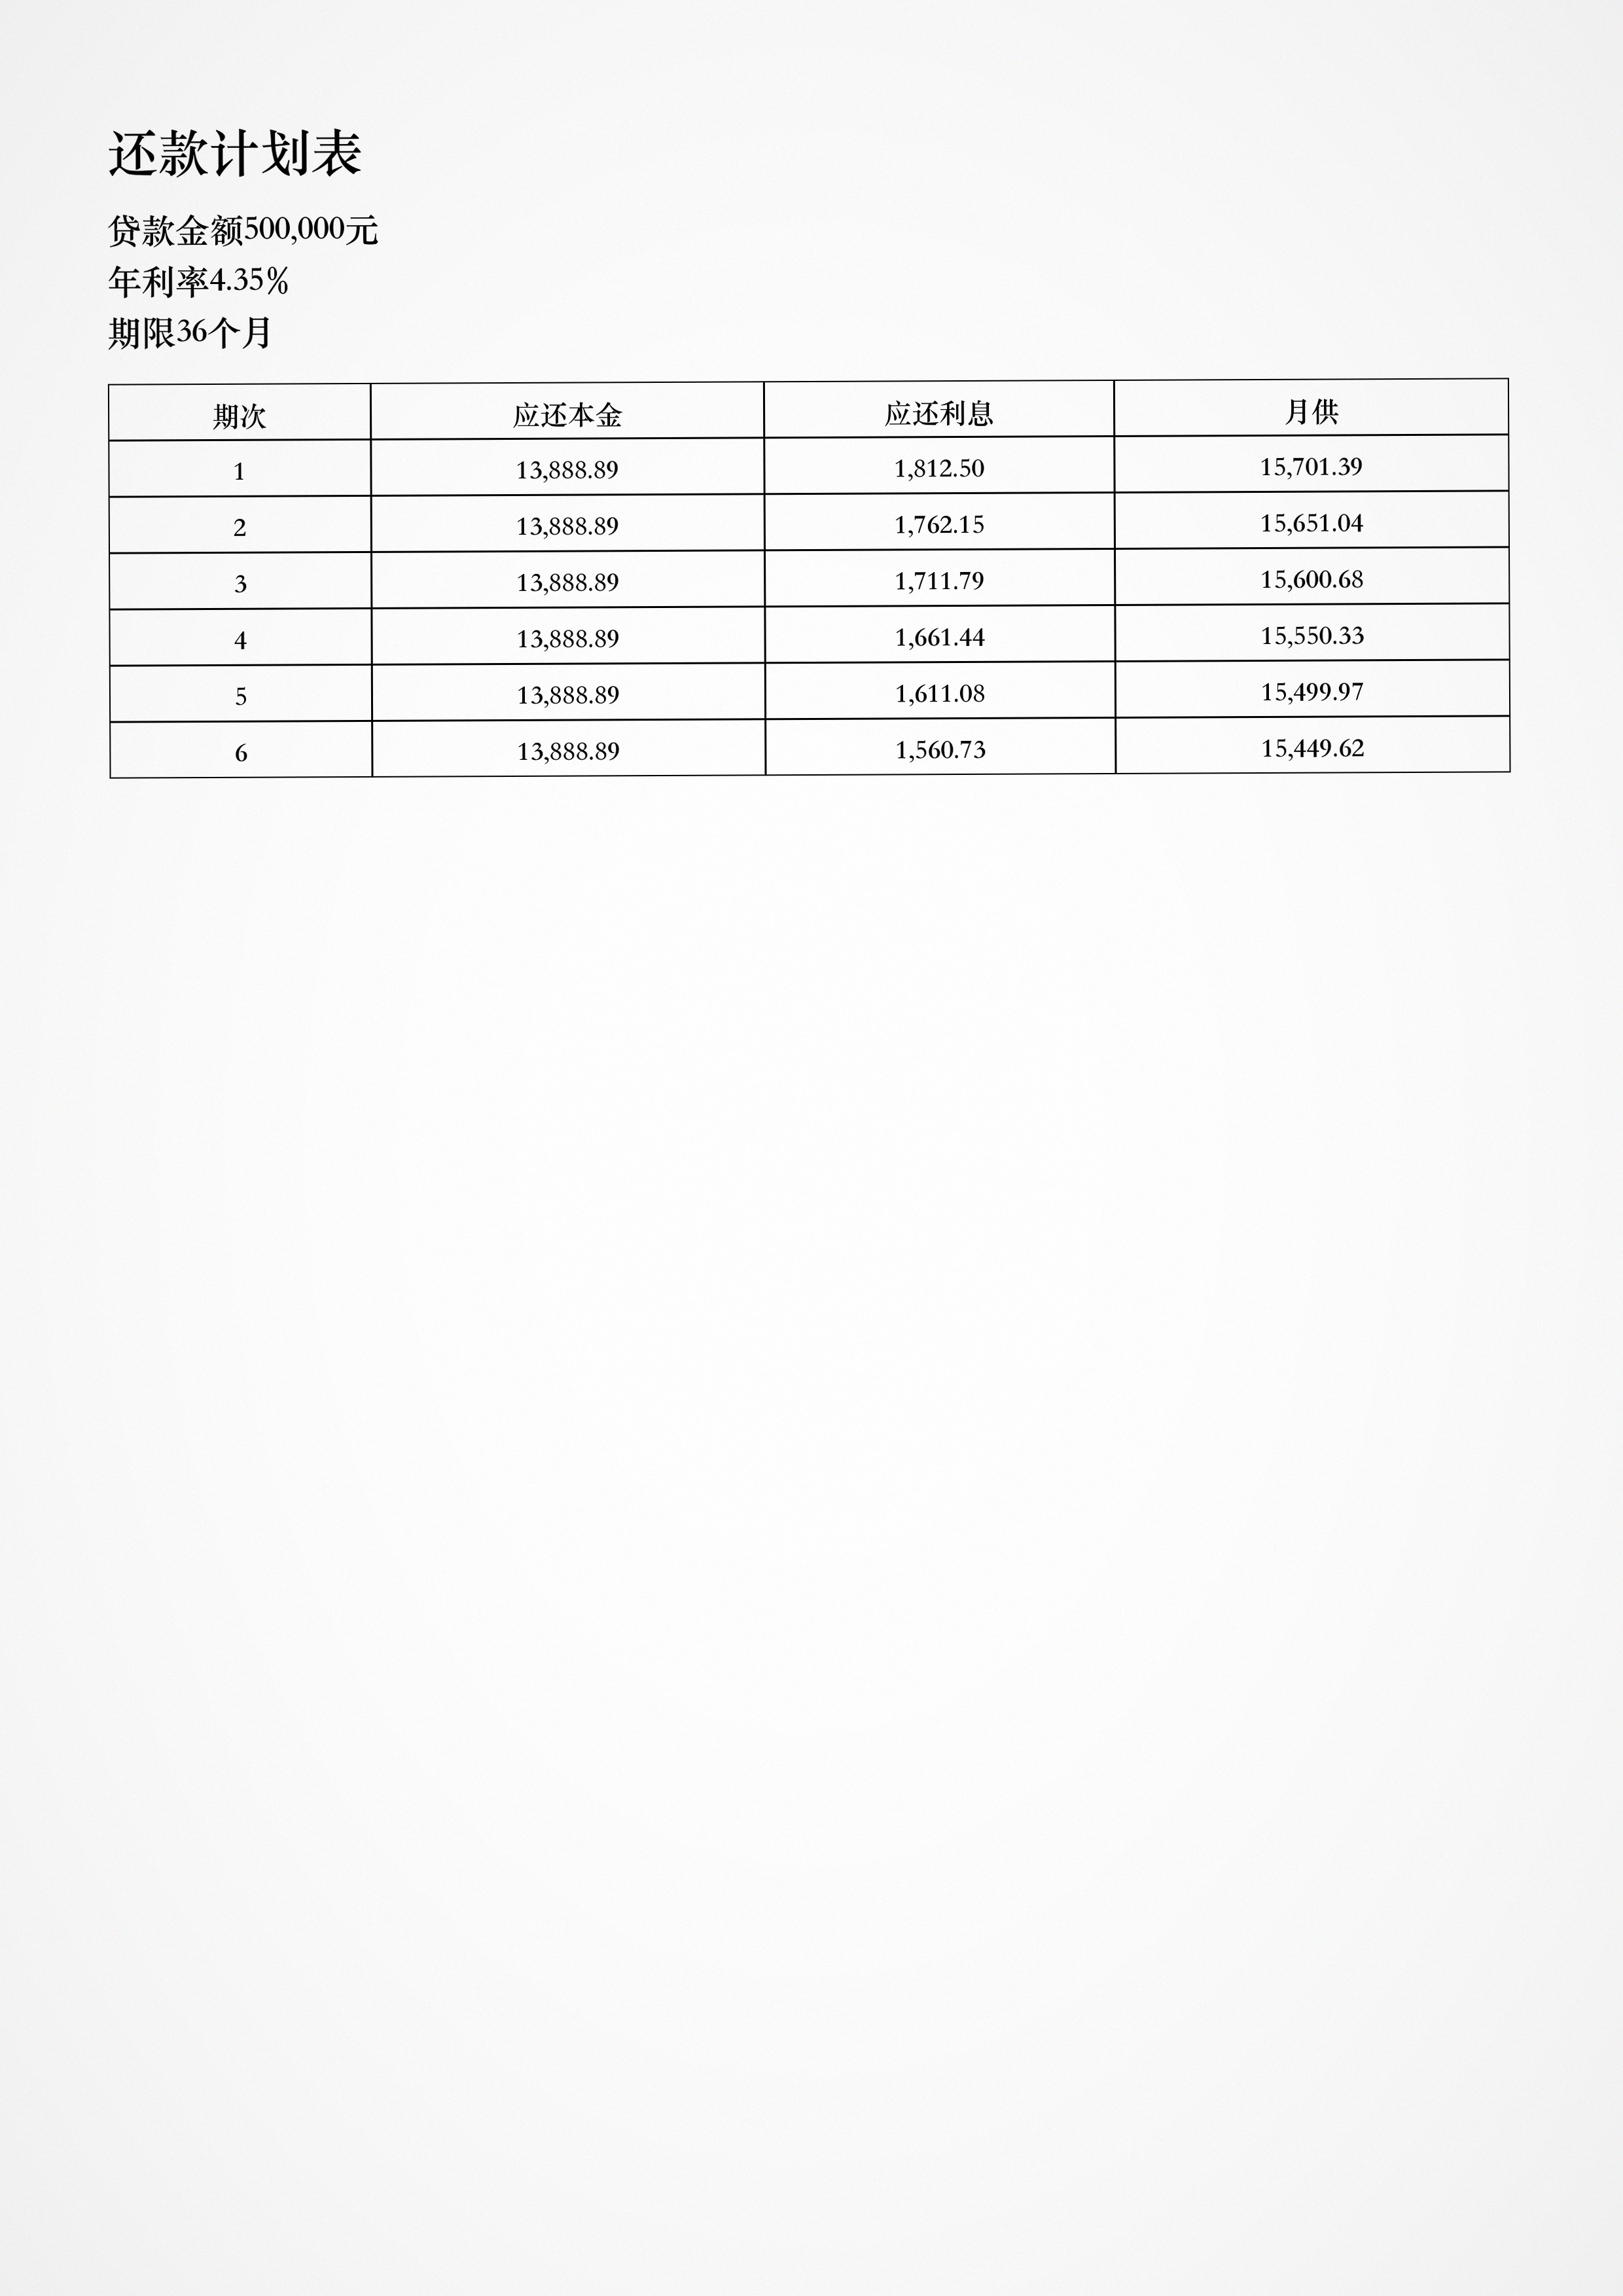 还款计划表
贷款金额500,000元
年利率4.35%
期限36个月
期次 应还本金 应还利息 月供
1 13,888.89 1,812.50 15,701.39
2 13,888.89 1,762.15 15,651.04
3 13,888.89 1,711.79 15,600.68
4 13,888.89 1,661.44 15,550.33
5 13,888.89 1,611.08 15,499.97
6 13,888.89 1,560.73 15,449.62